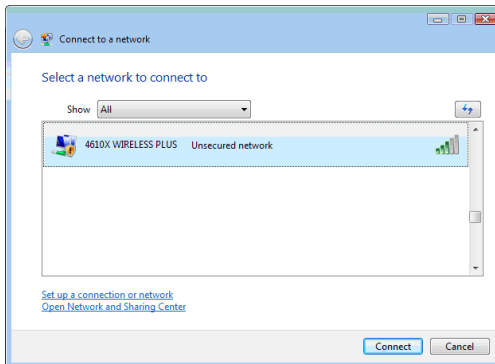 Connect to a network
Select a network to connect to
Show All
4610X WIRELESS PLUS Unsecured network
Set up a connection or network
Open Network and Sharing Center
Connect Cancel